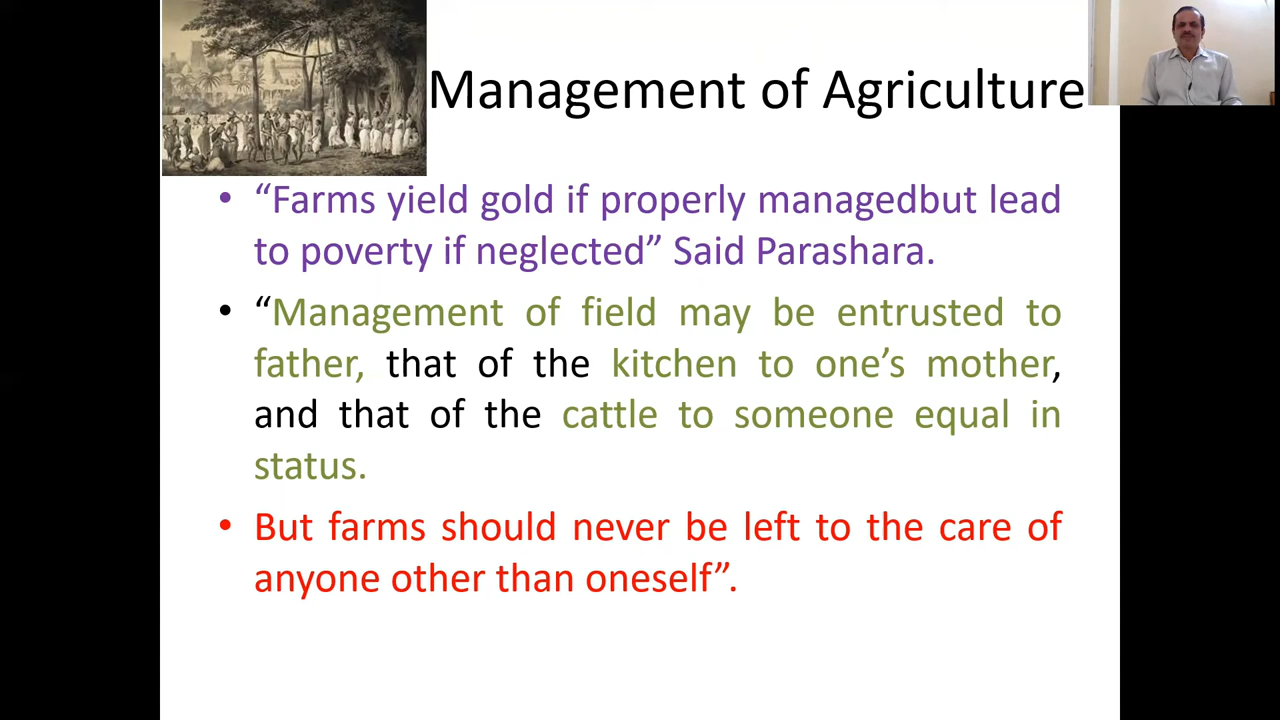 Management of Agriculture
• “Farms yield gold if properly managedbut lead
to poverty if neglected” Said Parashara.
• “Management of field may be entrusted to
father, that of the kitchen to one’s mother,
and that of the cattle to someone equal in
status.
• But farms should never be left to the care of
anyone other than oneself”.